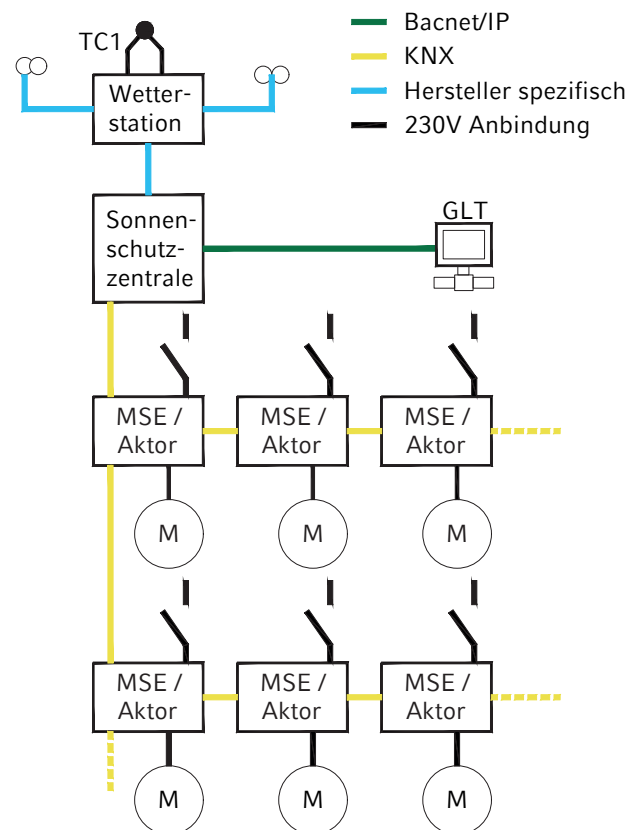 Bacnet/IP
KNX
Hersteller spezifisch
230V Anbindung
TC1
Wetter-
station
Sonnen-
schutz-
zentrale
GLT
MSE /
Aktor
MSE /
Aktor
MSE /
Aktor
M
M
M
MSE /
Aktor
MSE /
Aktor
MSE /
Aktor
M
M
M